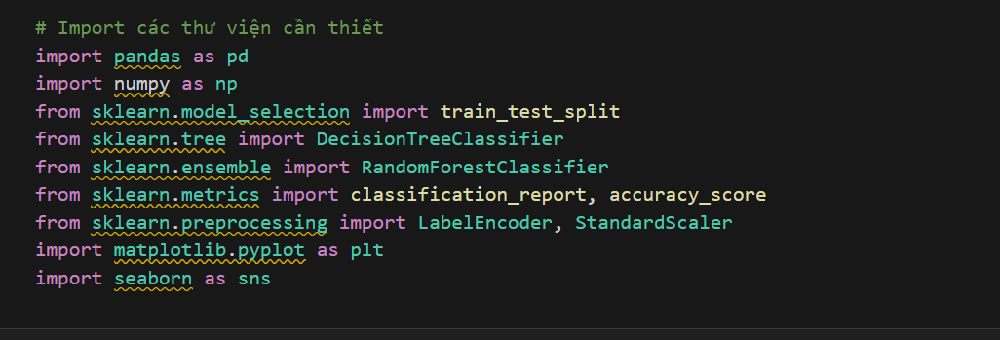 # Import các thư viện cần thiết
import pandas as pd
import numpy as np
from sklearn.model_selection import train_test_split
from sklearn.tree import DecisionTreeClassifier
from sklearn.ensemble import RandomForestClassifier
from sklearn.metrics import classification_report, accuracy_score
from sklearn.preprocessing import LabelEncoder, StandardScaler
import matplotlib.pyplot as plt
import seaborn as sns